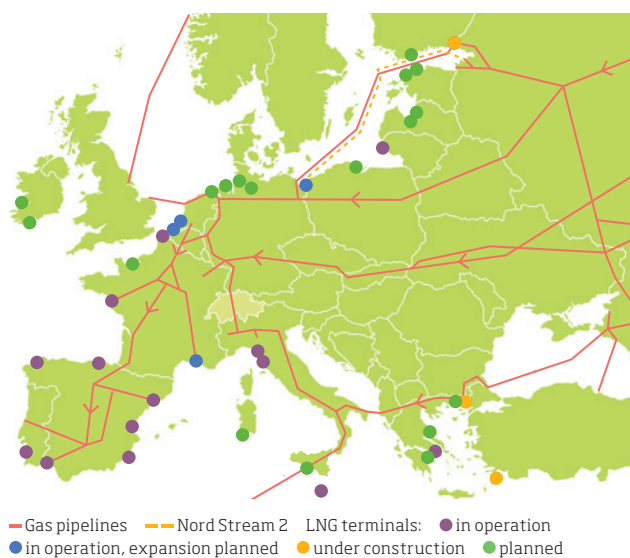 Gas pipelines Nord Stream 2 LNG terminals: in operation
in operation, expansion planned under construction planned